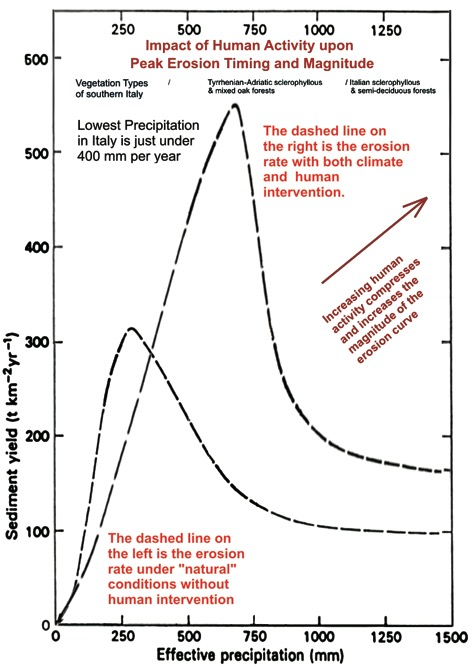 250 500 750 1000 1250
600
Impact of Human Activity upon
Peak Erosion Timing and Magnitude
Vegetation Types / Tyrrhenian-Adriatic sclerophyllous / Italian sclerophyllous
of southern Italy & mixed oak forests & semi-deciduous forests
Lowest Precipitation
in Italy is just under
400 mm per year
The dashed line on
the right is the erosion
rate with both climate
and human
intervention.
500
400
Increasing human
activity compresses
and increases the
magnitude of the
erosion curve
300
200
100
0
Sediment yield (t km⁻²yr⁻¹)
The dashed line on
the left is the erosion
rate under "natural"
conditions without
human intervention
0 250 500 750 1000 1250 1500
Effective precipitation (mm)